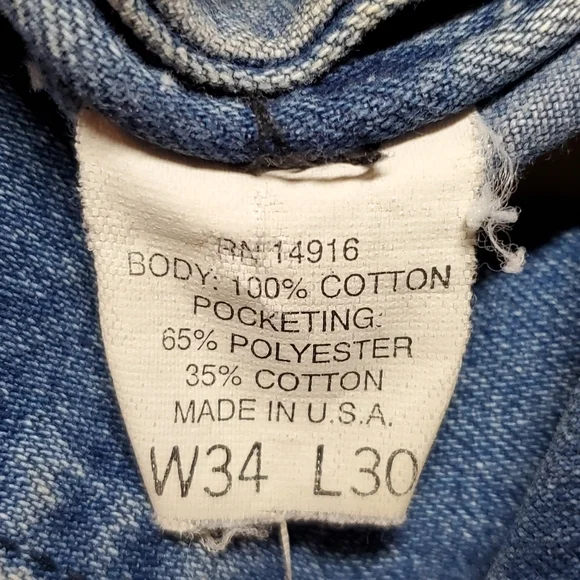 RN 14916
BODY: 100% COTTON
POCKETING:
65% POLYESTER
35% COTTON
MADE IN U.S.A.
W34 L30